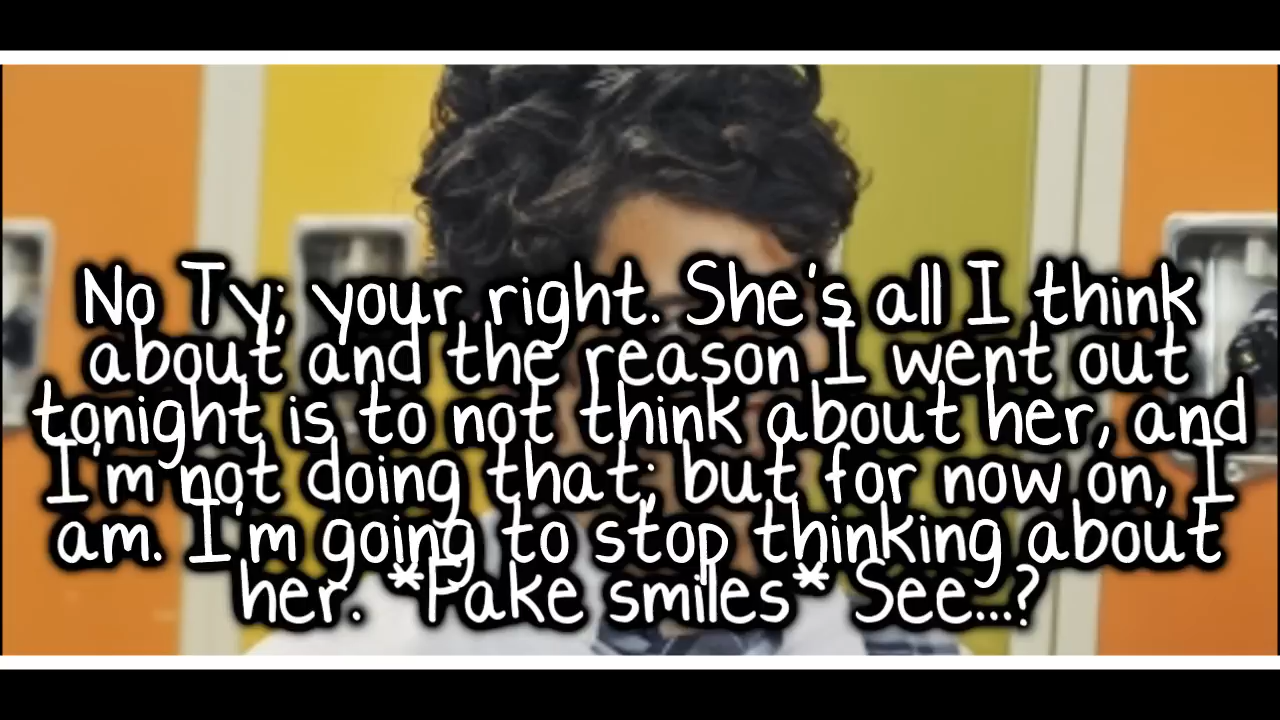 No Ty; your right. She's all I think
about and the reason I went out
tonight is to not think about her, and
I'm not doing that; but for now on, I
am. I'm going to stop thinking about
her. *Fake smiles* See...?